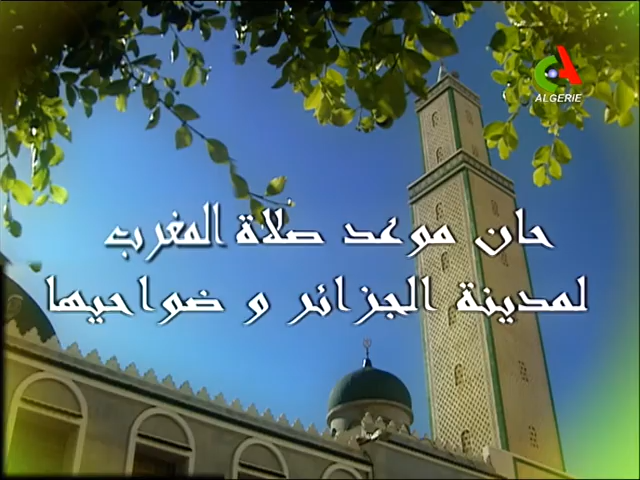 ALGERIE
حان موعد صلاة المغرب
لمدينة الجزائر و ضواحيها